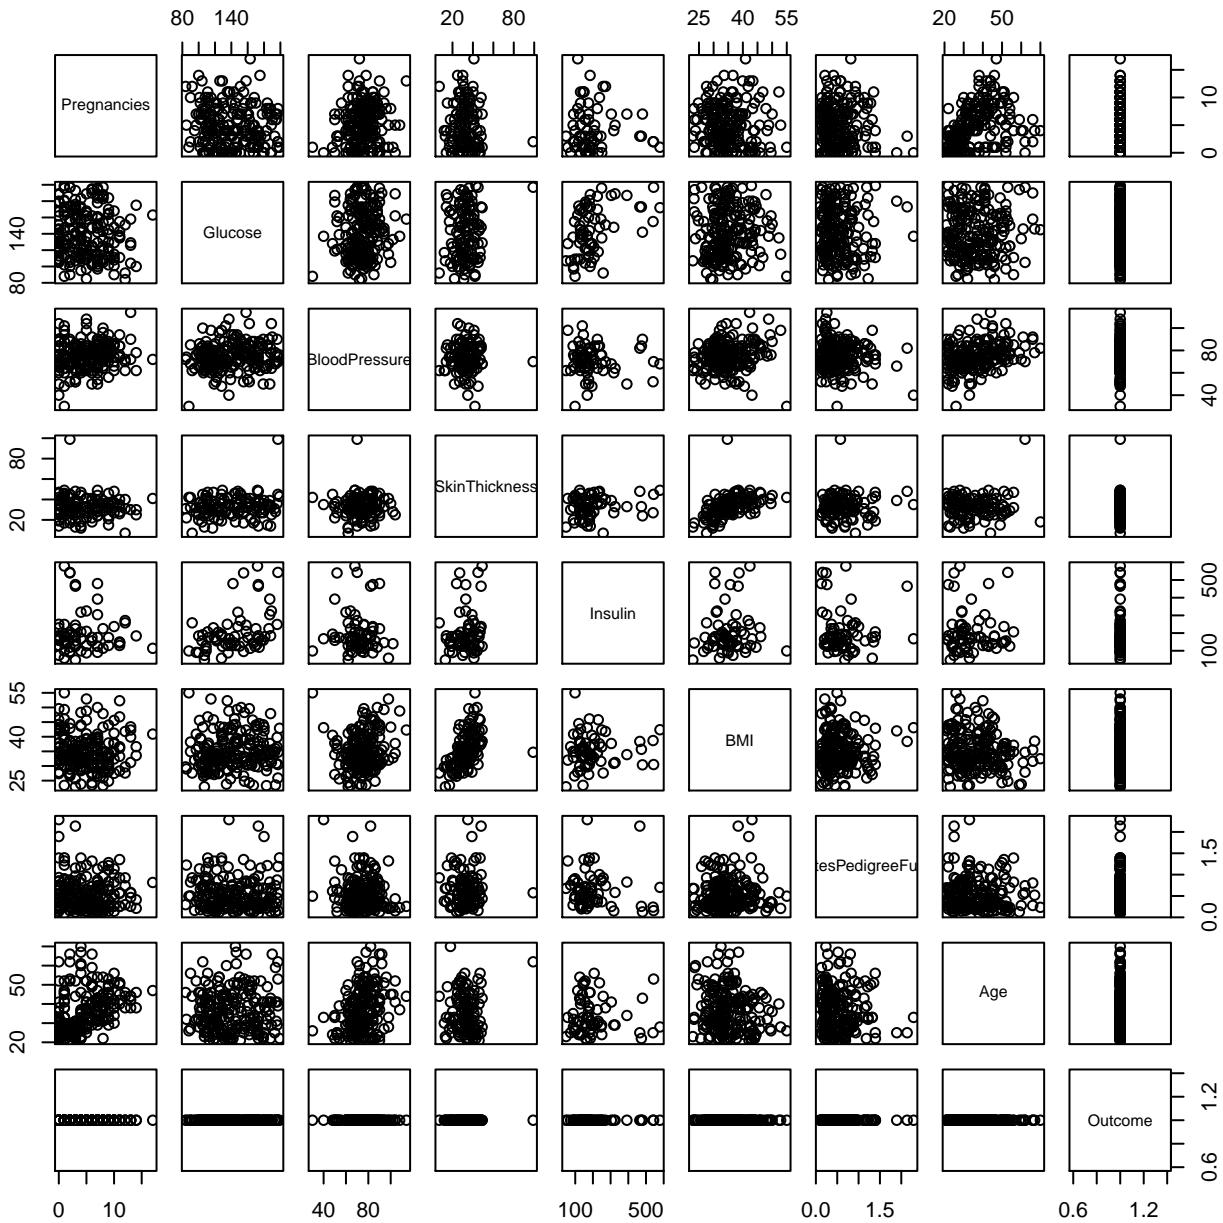 80 140 20 80 25 40 55 20 50
Pregnancies 0 10
80 140 Glucose
BloodPressure 40 80
20 80 SkinThickness
Insulin 100 500
25 40 55 BMI
tesPedigreeFu 0.0 1.5
20 50 Age
Outcome 0.6 1.2
0 10 40 80 100 500 0.0 1.5 0.6 1.2